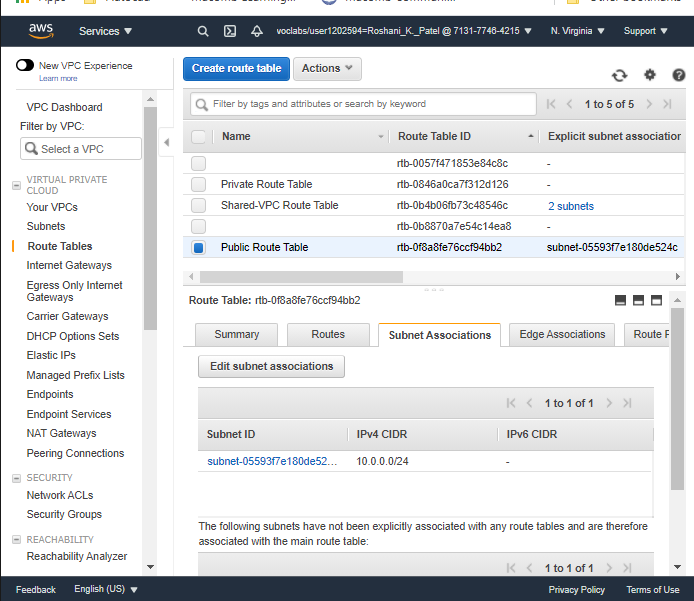 aws
Services
voclabs/user1202594=Roshani_K._Patel @ 7131-7746-4215
N. Virginia
Support
New VPC Experience
Learn more
VPC Dashboard
Filter by VPC:
Select a VPC
VIRTUAL PRIVATE
CLOUD
Your VPCs
Subnets
Route Tables
Internet Gateways
Egress Only Internet
Gateways
Carrier Gateways
DHCP Options Sets
Elastic IPs
Managed Prefix Lists
Endpoints
Endpoint Services
NAT Gateways
Peering Connections
SECURITY
Network ACLs
Security Groups
REACHABILITY
Reachability Analyzer
Create route table
Actions
Filter by tags and attributes or search by keyword
1 to 5 of 5
Name Route Table ID Explicit subnet association
rtb-0057f471853e84c8c -
Private Route Table rtb-0846a0ca7f312d126 -
Shared-VPC Route Table rtb-0b4b06fb73c48546c 2 subnets
rtb-0b8870a7e54c14ea8 -
Public Route Table rtb-0f8a8fe76ccf94bb2 subnet-05593f7e180de524c
Route Table: rtb-0f8a8fe76ccf94bb2
Summary Routes Subnet Associations Edge Associations Route P
Edit subnet associations
1 to 1 of 1
Subnet ID IPv4 CIDR IPv6 CIDR
subnet-05593f7e180de52... 10.0.0.0/24 -
The following subnets have not been explicitly associated with any route tables and are therefore
associated with the main route table:
1 to 1 of 1
Feedback English (US) Privacy Policy Terms of Use